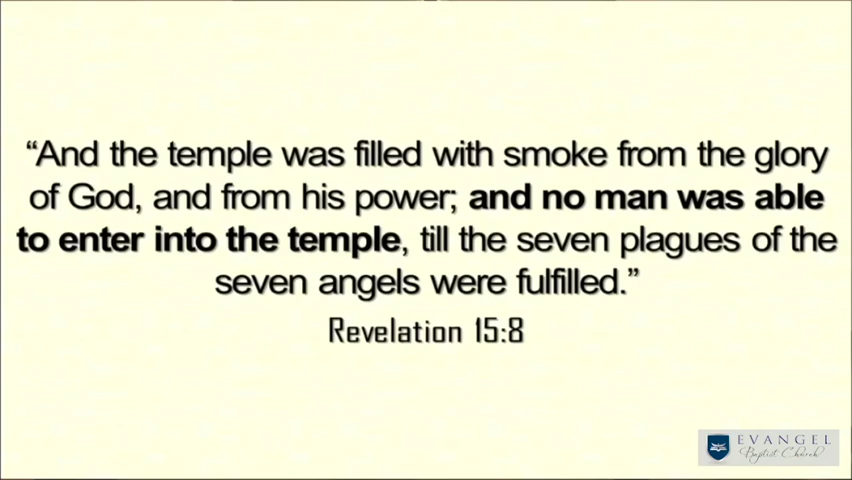 “And the temple was filled with smoke from the glory
of God, and from his power; and no man was able
to enter into the temple, till the seven plagues of the
seven angels were fulfilled.”
Revelation 15:8
EVANGEL
Baptist Church